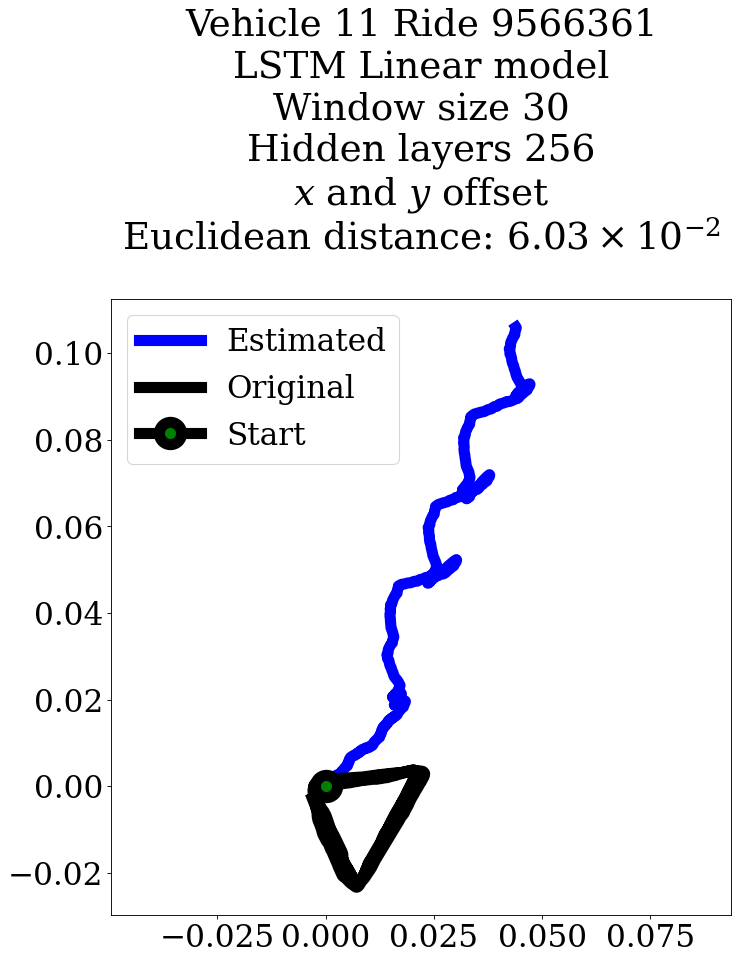 Vehicle 11 Ride 9566361
LSTM Linear model
Window size 30
Hidden layers 256
x and y offset
Euclidean distance: 6.03 × 10⁻²
Estimated
Original
Start
0.10
0.08
0.06
0.04
0.02
0.00
−0.02
−0.025 0.000 0.025 0.050 0.075